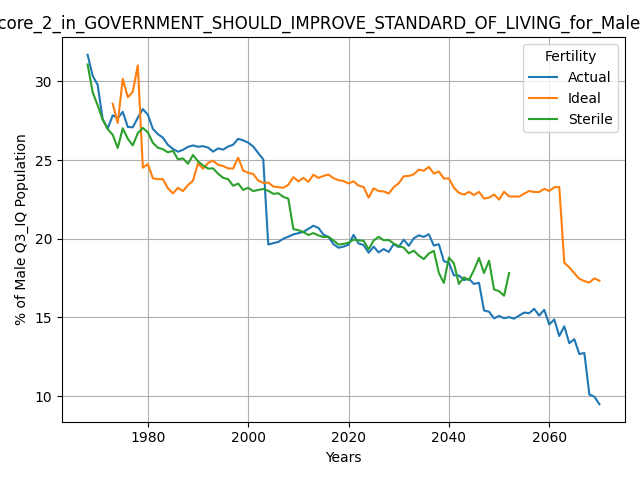 core_2_in_GOVERNMENT_SHOULD_IMPROVE_STANDARD_OF_LIVING_for_Male
Fertility
Actual
Ideal
Sterile
% of Male Q3_IQ Population
30
25
20
15
10
1980
2000
2020
2040
2060
Years